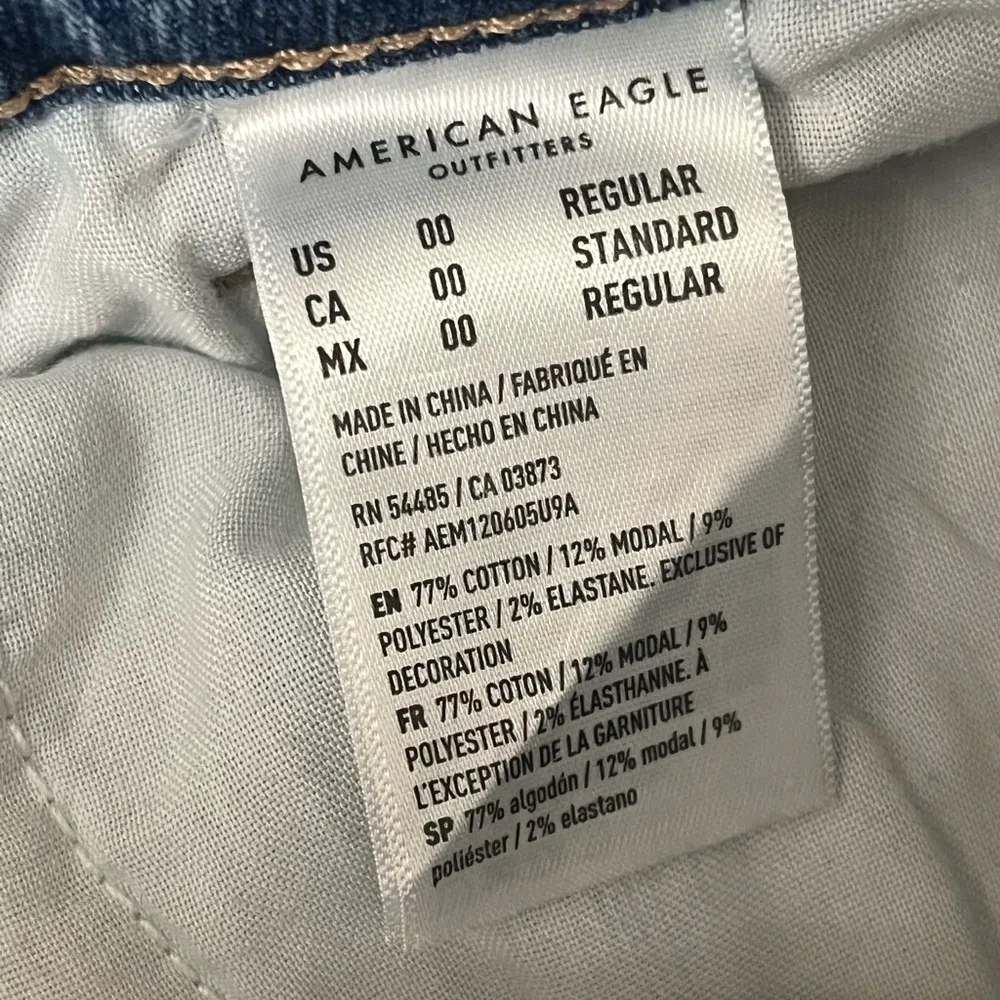 AMERICAN EAGLE
OUTFITTERS
US 00 REGULAR
CA 00 STANDARD
MX 00 REGULAR
MADE IN CHINA / FABRIQUÉ EN
CHINE / HECHO EN CHINA
RN 54485 / CA 03873
RFC# AEM120605U9A
EN 77% COTTON / 12% MODAL / 9%
POLYESTER / 2% ELASTANE. EXCLUSIVE OF
DECORATION
FR 77% COTON / 12% MODAL / 9%
POLYESTER / 2% ÉLASTHANNE. À
L'EXCEPTION DE LA GARNITURE
SP 77% algodón / 12% modal / 9%
poliéster / 2% elastano